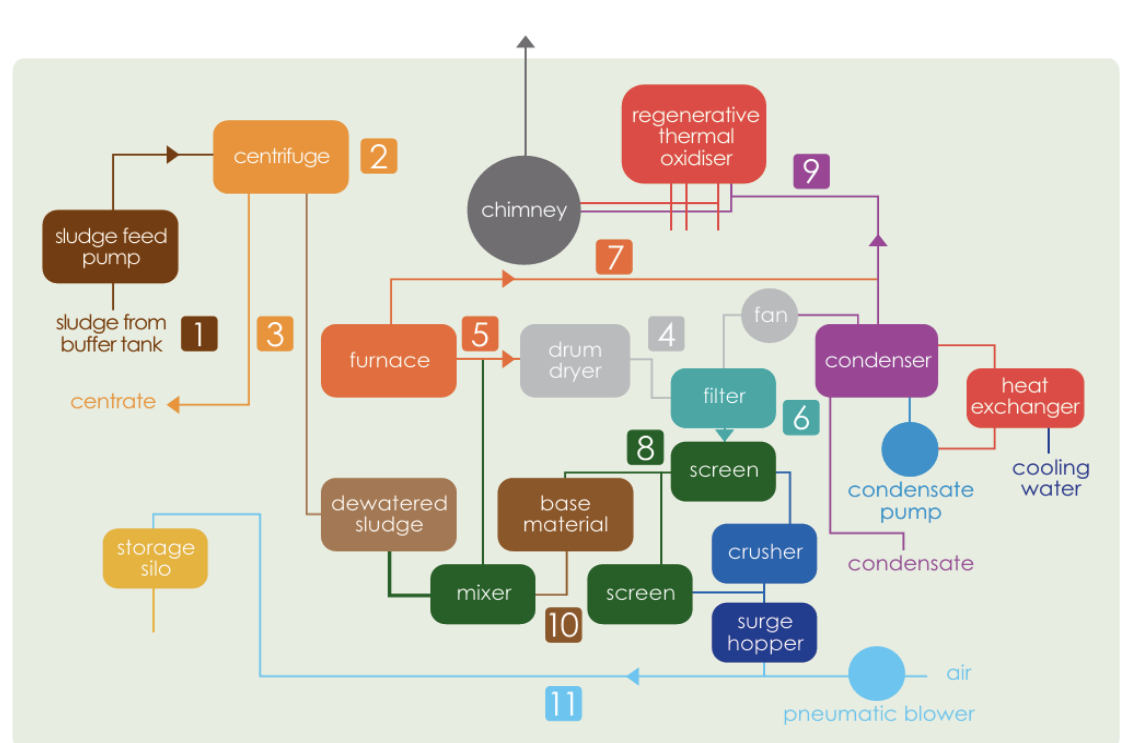 regenerative
thermal
oxidiser
centrifuge
2
9
chimney
sludge feed
pump
7
sludge from
buffer tank
1
3
furnace
5
drum
dryer
4
fan
condenser
heat
exchanger
centrate
filter
6
8
screen
cooling
water
condensate
pump
dewatered
sludge
base
material
crusher
condensate
storage
silo
mixer
screen
10
surge
hopper
11
air
pneumatic blower